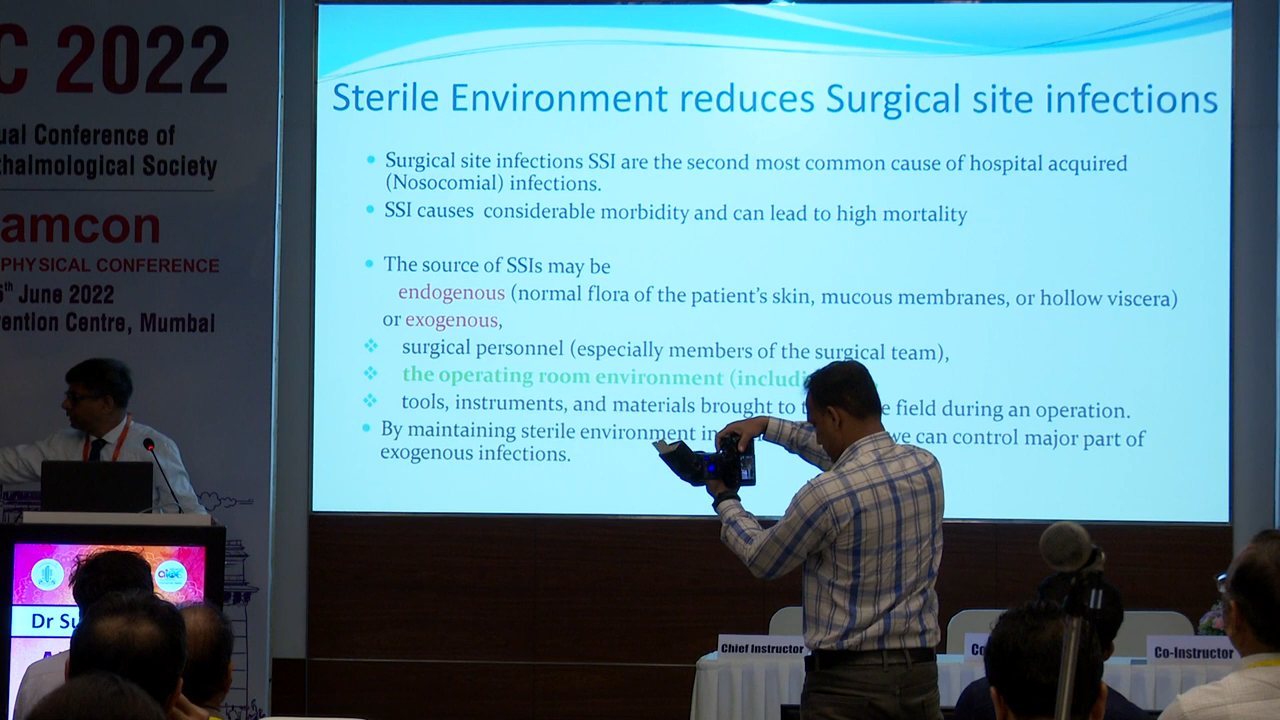 C 2022
ual Conference of
thalmological Society
amcon
PHYSICAL CONFERENCE
6th June 2022
ention Centre, Mumbai
Sterile Environment reduces Surgical site infections
• Surgical site infections SSI are the second most common cause of hospital acquired
(Nosocomial) infections.
• SSI causes considerable morbidity and can lead to high mortality
• The source of SSIs may be
endogenous (normal flora of the patient's skin, mucous membranes, or hollow viscera)
or exogenous,
❖ surgical personnel (especially members of the surgical team),
❖ the operating room environment (includi
❖ tools, instruments, and materials brought to t e field during an operation.
• By maintaining sterile environment in we can control major part of
exogenous infections.
Dr Su
Chief Instructor
Co
Co-Instructor